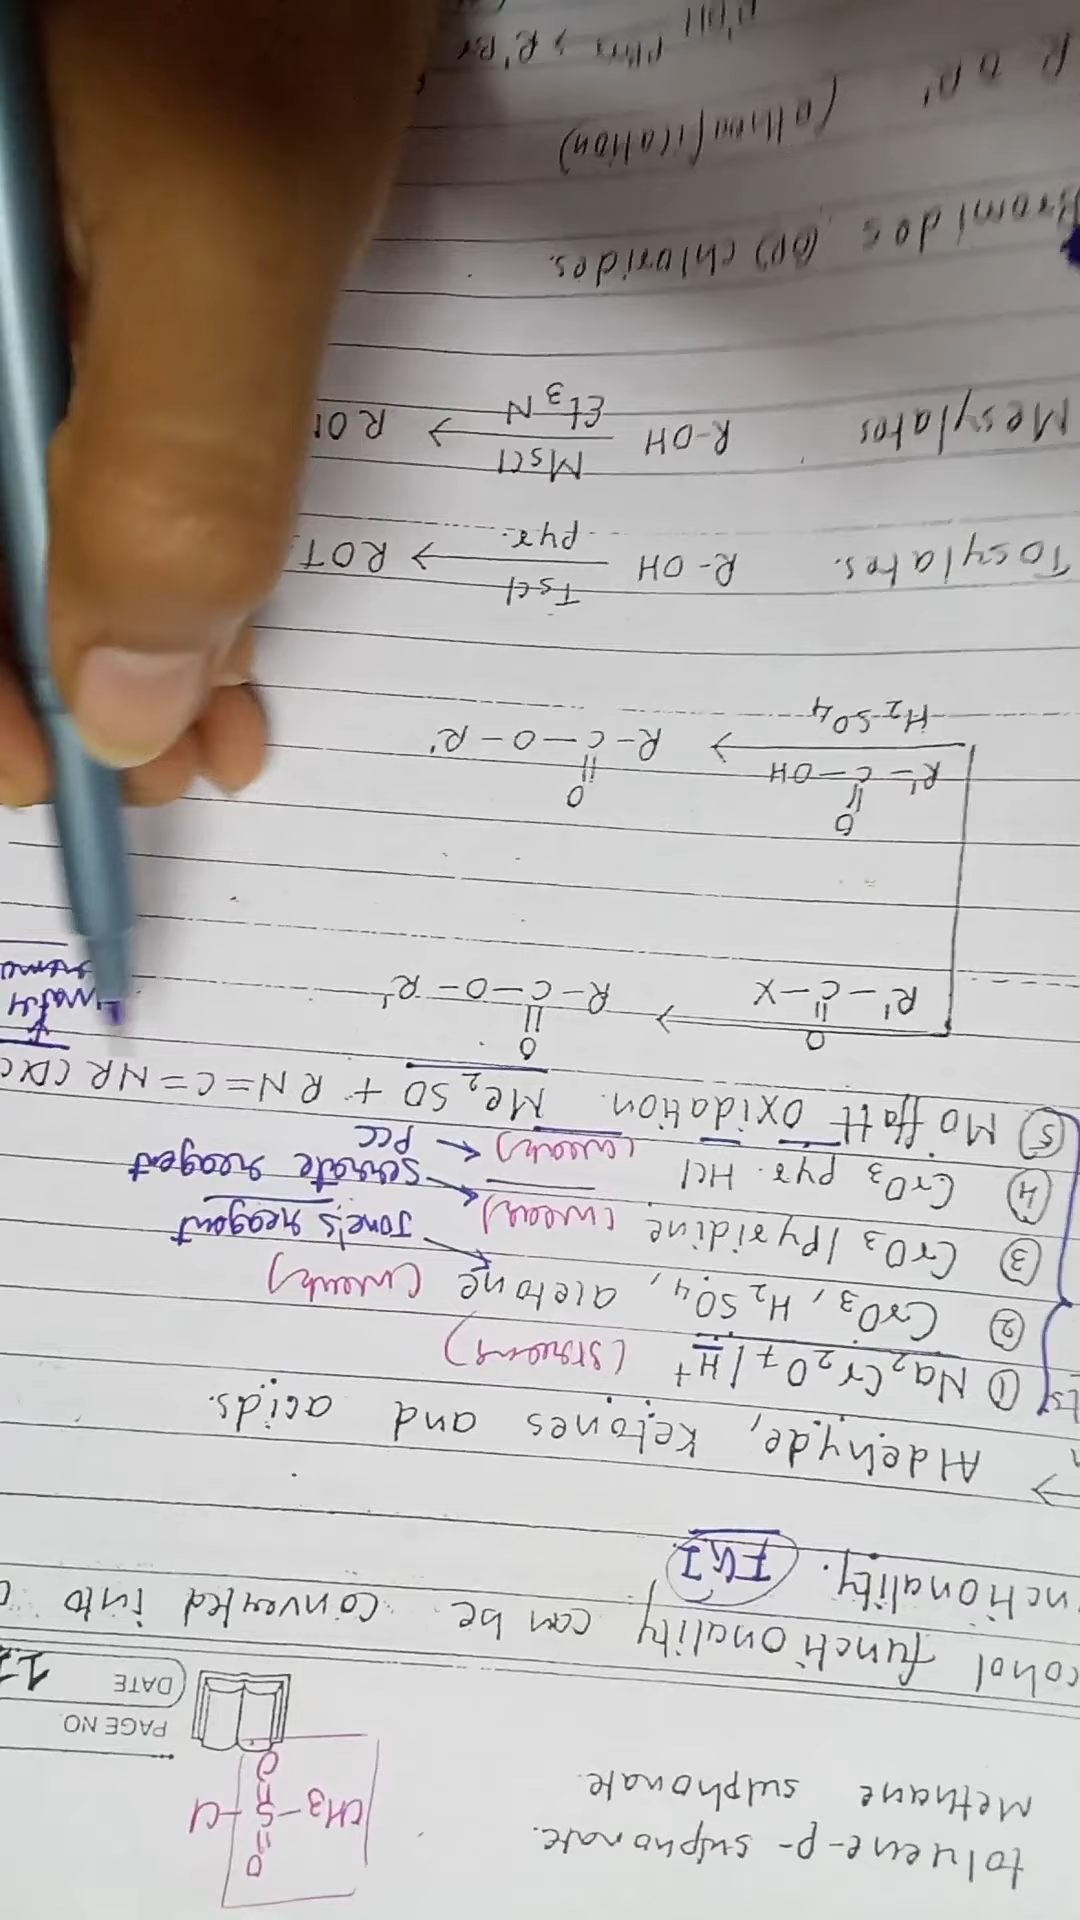 toluene-p-sulphonate.
Methane sulphonate.
O
CH3-S-Cl
O
PAGE NO
DATE
cohol functionality can be converted into
nctionality. FGI
→ Aldehyde, Ketones and acids.
① Na2Cr2O7/H+ (strong)
② CrO3, H2SO4, acetone (weak)
Jone's reagent
③ CrO3/Pyridine (weak)
④ CrO3 pyr. HCl (weak) ← PCC
⑤ Moffatt oxidation. Me2SO + RN=C=NR
O O
R'-C-X → R-C-O-R'
O O
R'-C-OH → R-C-O-R'
H2SO4
Tosylates. R-OH TsCl → ROT
pyr.
Mesylates R-OH MsCl → RO
Et3N
Bromides (or) chlorides.